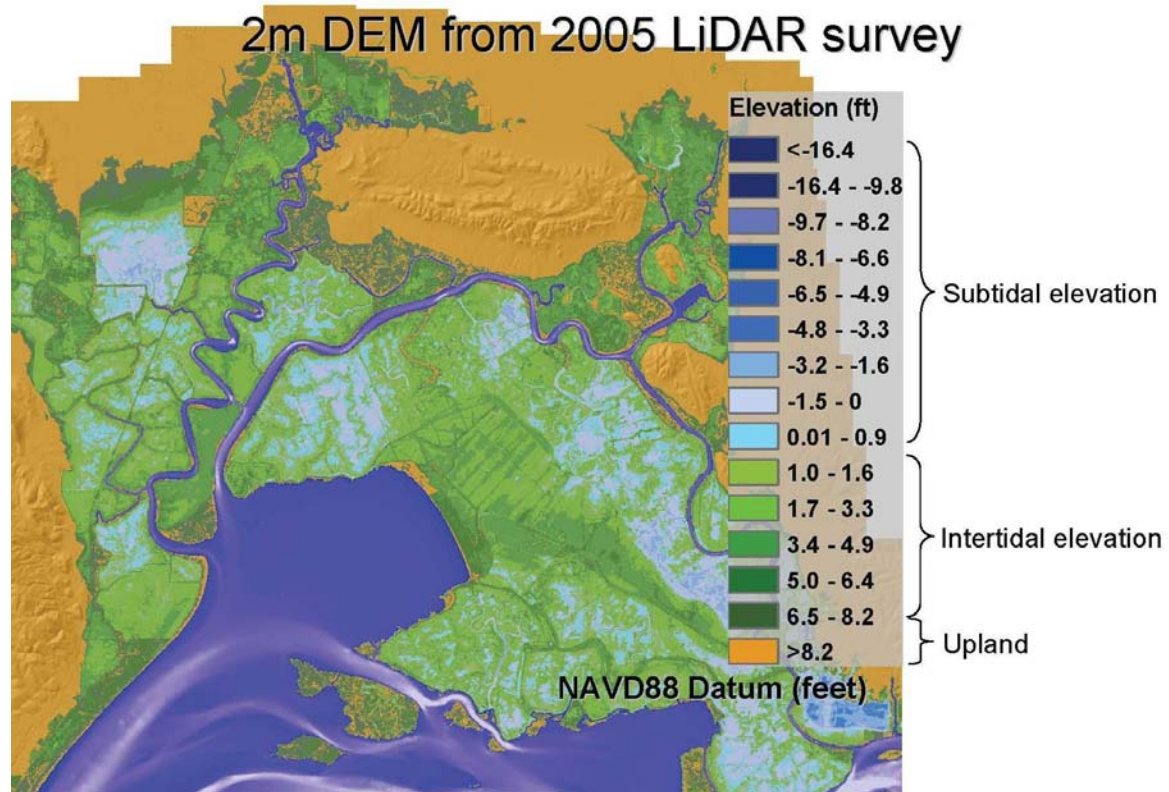 2m DEM from 2005 LiDAR survey
Elevation (ft)
<-16.4
-16.4 - -9.8
-9.7 - -8.2
-8.1 - -6.6
-6.5 - -4.9
-4.8 - -3.3
-3.2 - -1.6
-1.5 - 0
0.01 - 0.9
1.0 - 1.6
1.7 - 3.3
3.4 - 4.9
5.0 - 6.4
6.5 - 8.2
>8.2
Subtidal elevation
Intertidal elevation
Upland
NAVD88 Datum (feet)